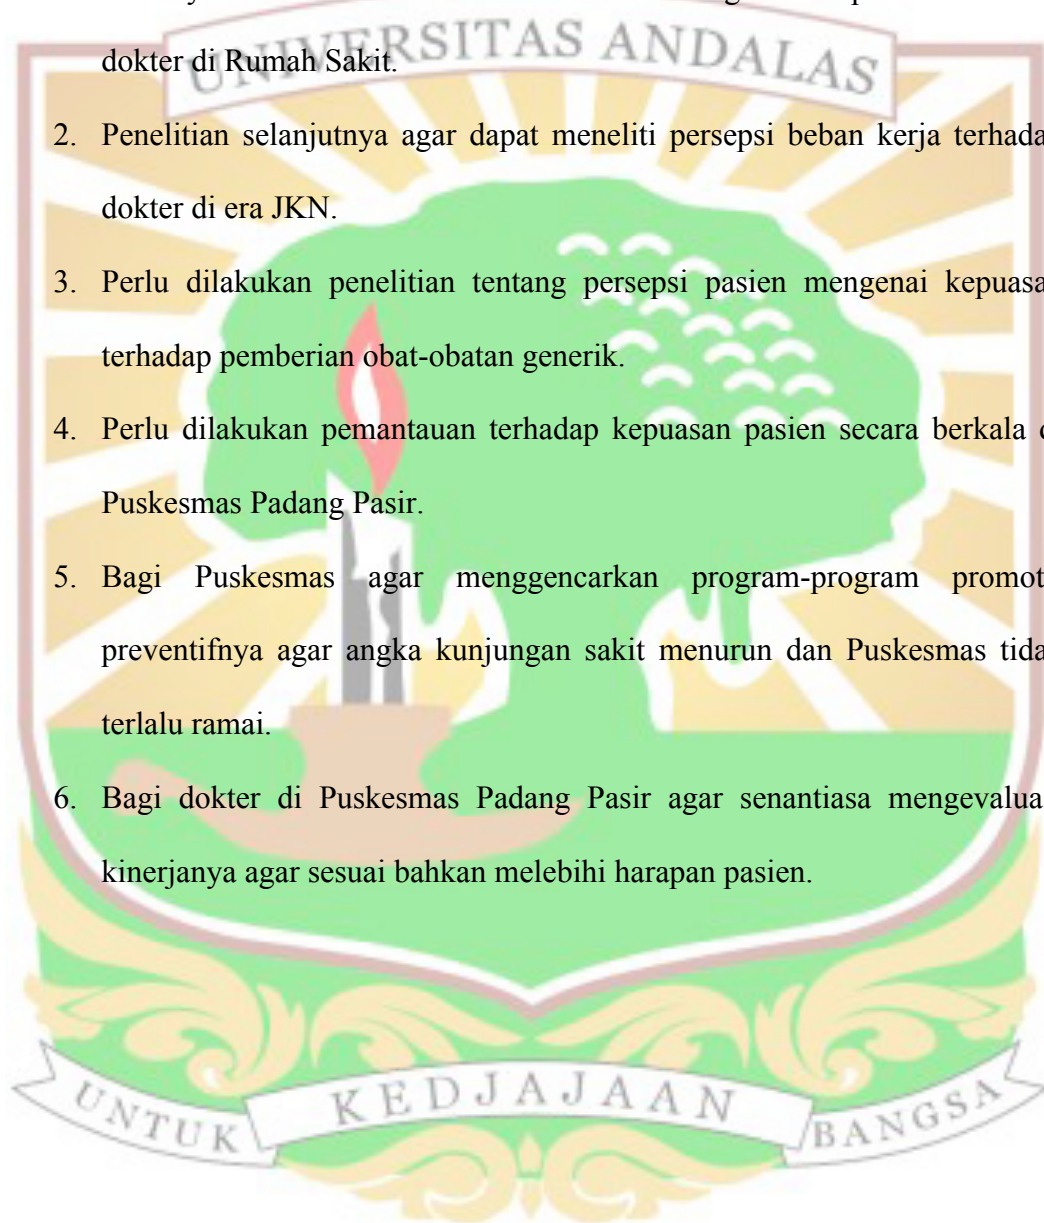 dokter di Rumah Sakit.
UNIVERSITAS ANDALAS
2. Penelitian selanjutnya agar dapat meneliti persepsi beban kerja terhada
dokter di era JKN.
3. Perlu dilakukan penelitian tentang persepsi pasien mengenai kepuasa
terhadap pemberian obat-obatan generik.
4. Perlu dilakukan pemantauan terhadap kepuasan pasien secara berkala d
Puskesmas Padang Pasir.
5. Bagi Puskesmas agar menggencarkan program-program promot
preventifnya agar angka kunjungan sakit menurun dan Puskesmas tida
terlalu ramai.
6. Bagi dokter di Puskesmas Padang Pasir agar senantiasa mengevalua
kinerjanya agar sesuai bahkan melebihi harapan pasien.
UNTUK KEDJAJAAN BANGSA